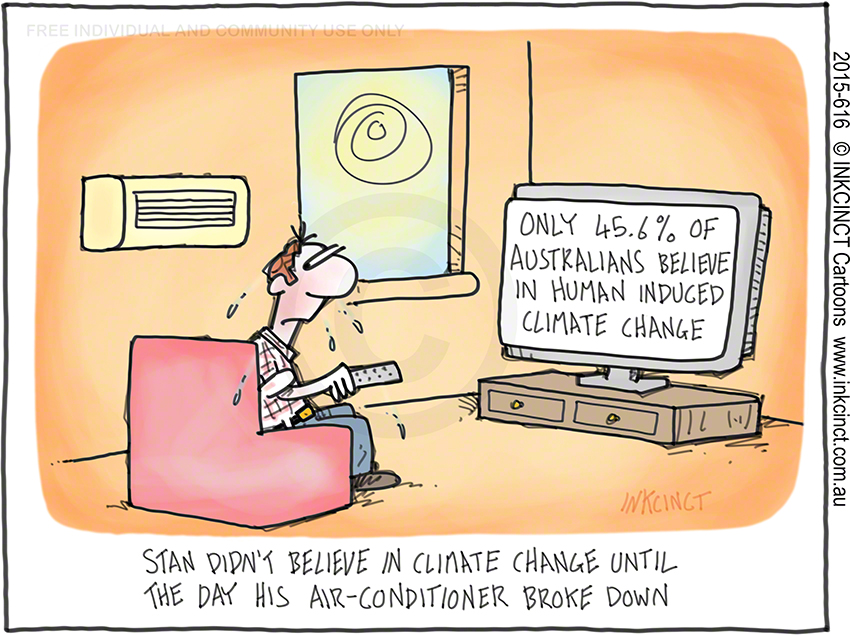 FREE INDIVIDUAL AND COMMUNITY USE ONLY
ONLY 45.6% OF
AUSTRALIANS BELIEVE
IN HUMAN INDUCED
CLIMATE CHANGE
INKCINCT
STAN DIDN'T BELIEVE IN CLIMATE CHANGE UNTIL
THE DAY HIS AIR-CONDITIONER BROKE DOWN
2015-616 © INKCINCT Cartoons www.inkcinct.com.au